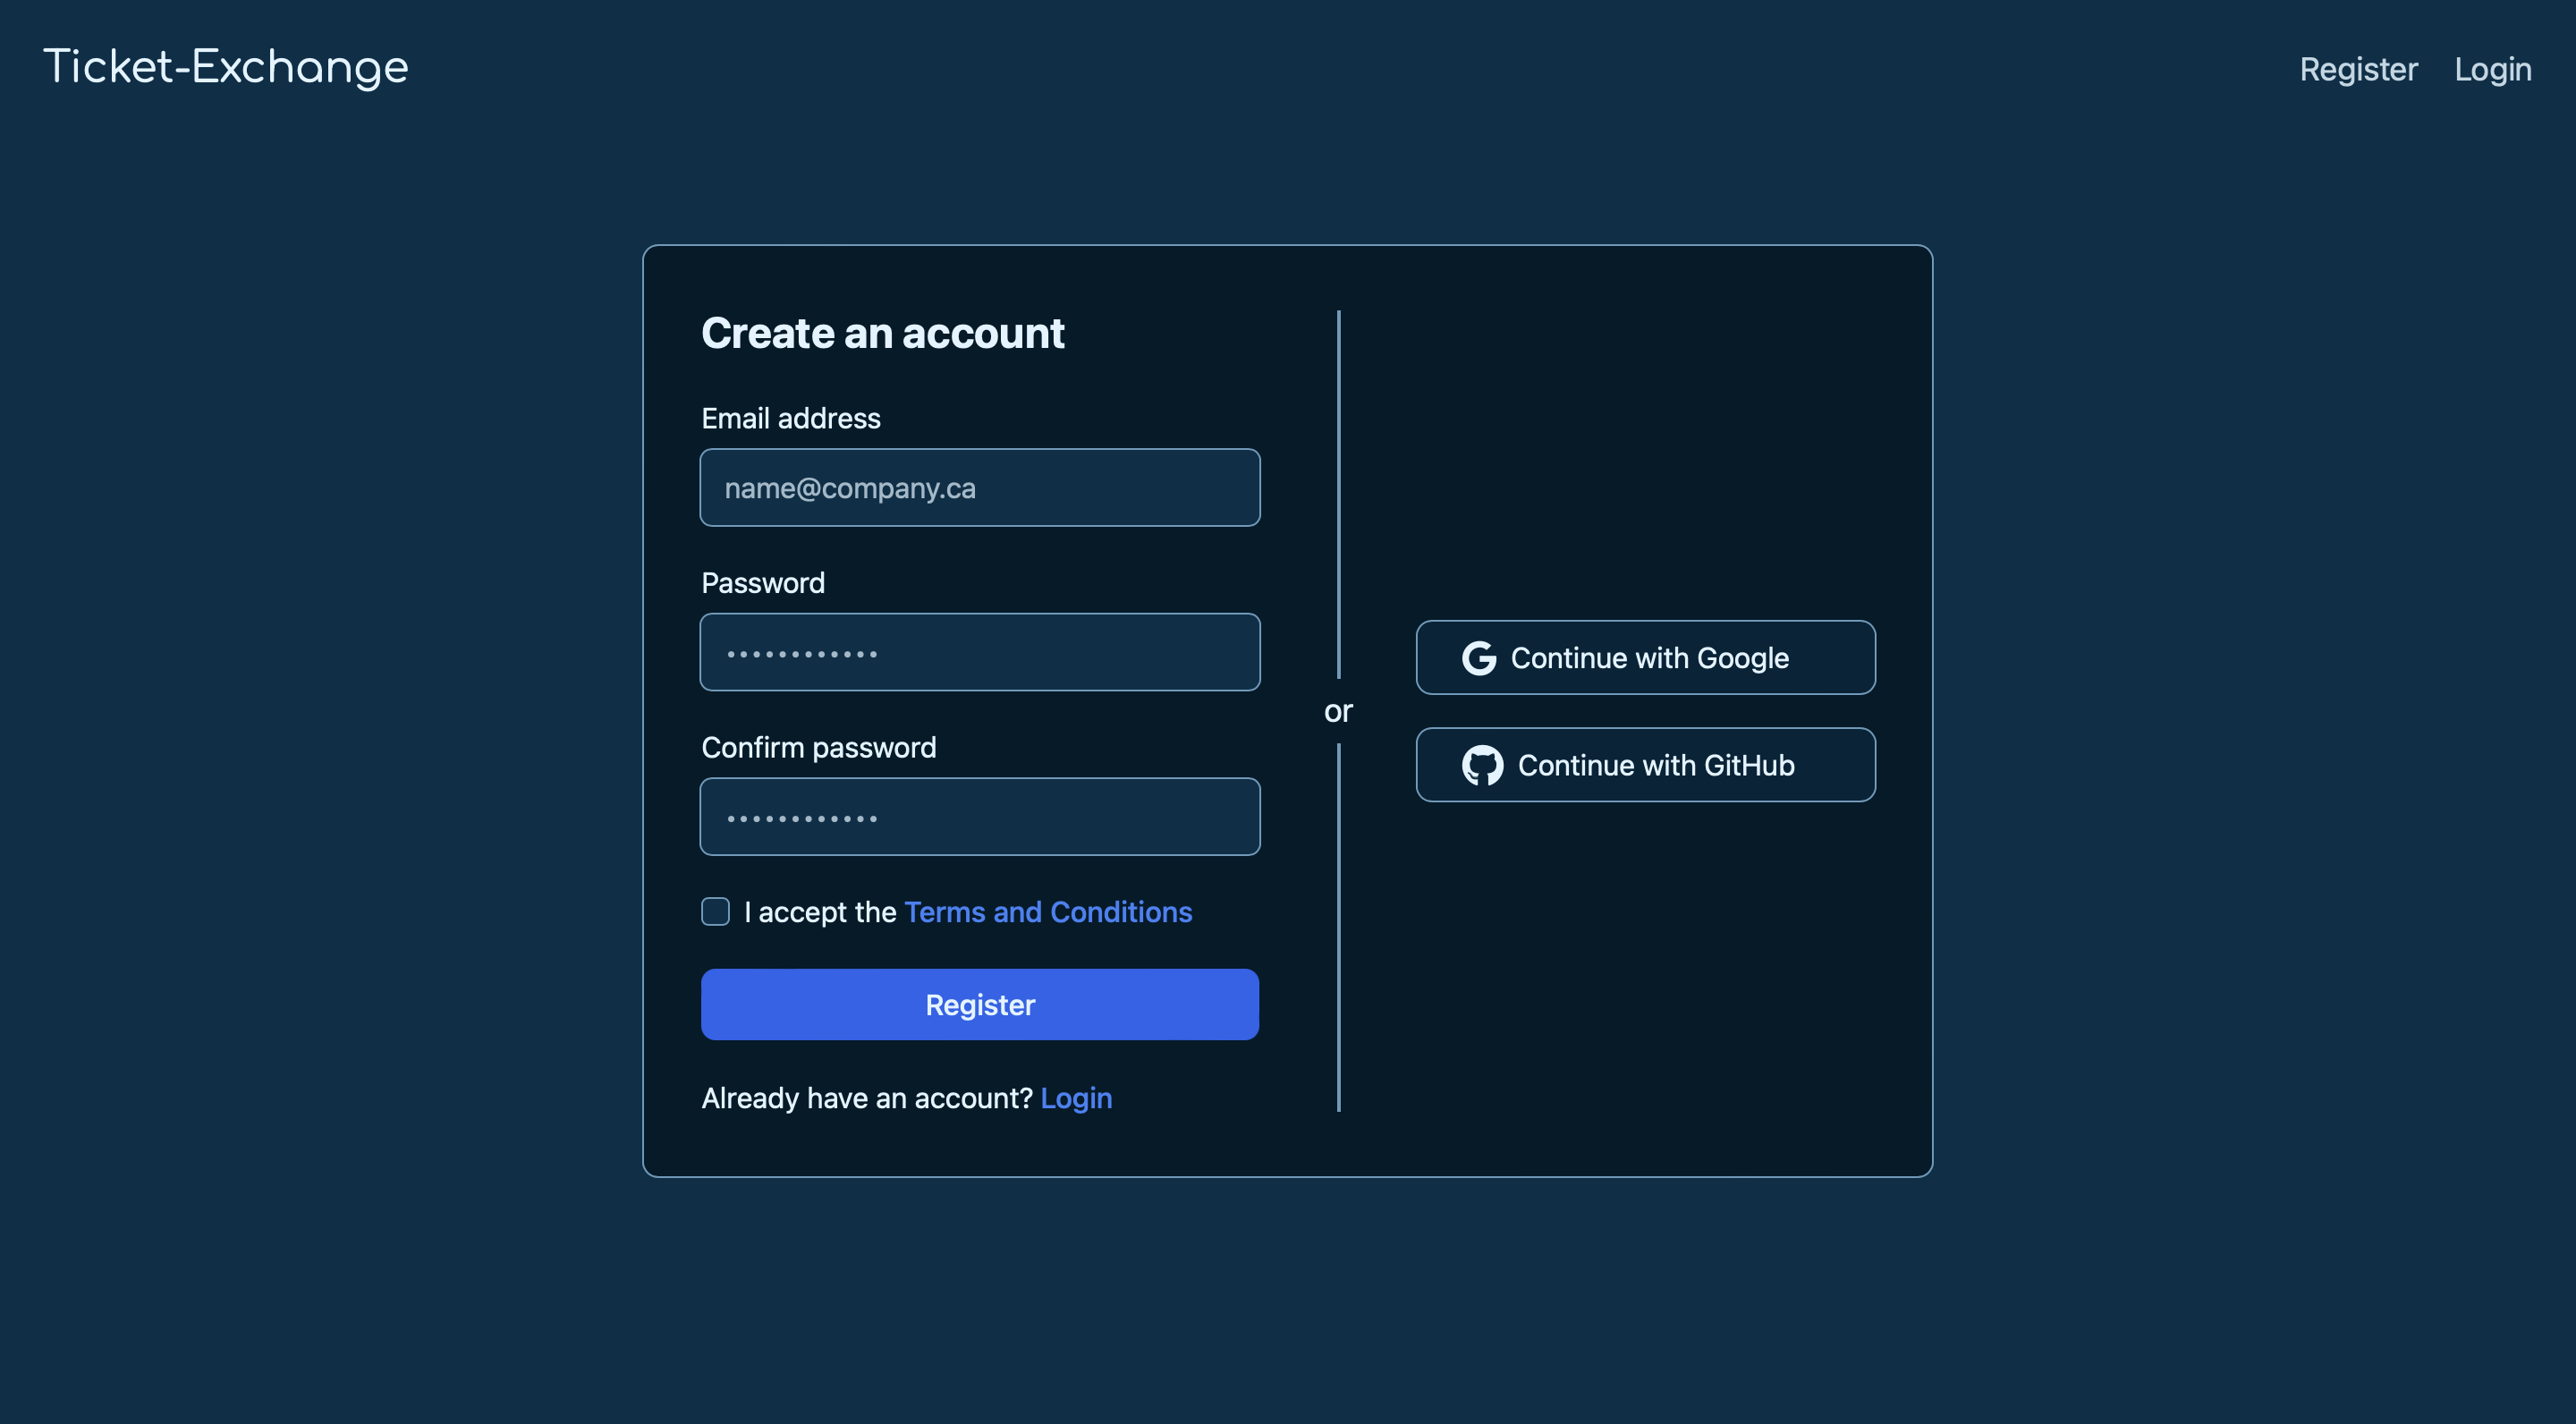 Ticket-Exchange
Register Login
Create an account
Email address
name@company.ca
Password
••••••••••••
Confirm password
••••••••••••
I accept the Terms and Conditions
Register
Already have an account? Login
or
Continue with Google
Continue with GitHub